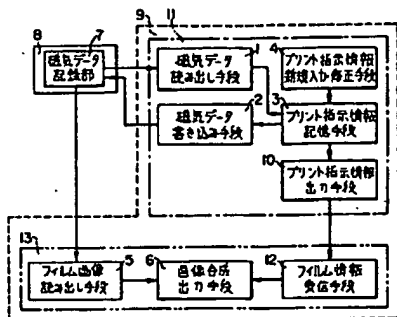 9
11
8
7
磁気データ
記憶部
1
磁気データ
読み出し手段
4
プリント指示情報
新規入力・修正手段
2
磁気データ
書き込み手段
3
プリント指示情報
記憶手段
10
プリント指示情報
出力手段
13
5
フィルム画像
読み出し手段
6
画像合成
出力手段
12
フィルム情報
受信手段